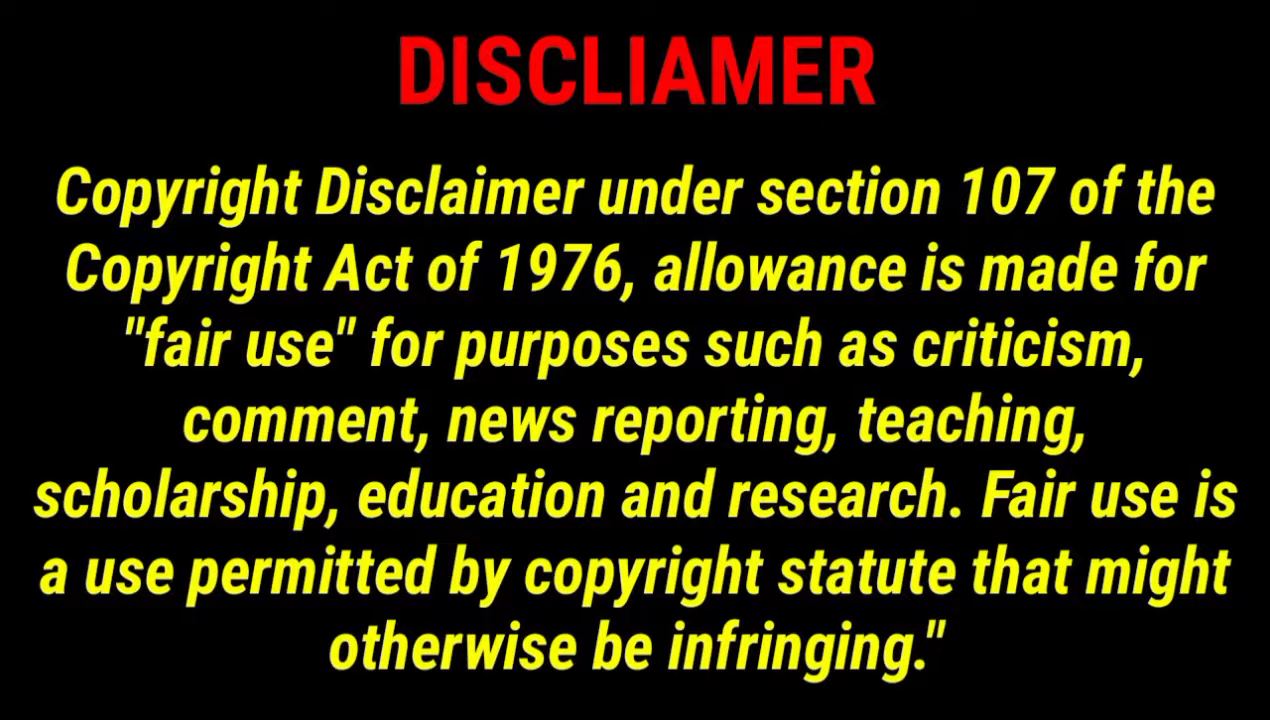 DISCLIAMER
Copyright Disclaimer under section 107 of the
Copyright Act of 1976, allowance is made for
"fair use" for purposes such as criticism,
comment, news reporting, teaching,
scholarship, education and research. Fair use is
a use permitted by copyright statute that might
otherwise be infringing."